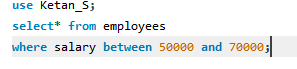 use Ketan_S;
select* from employees
where salary between 50000 and 70000;